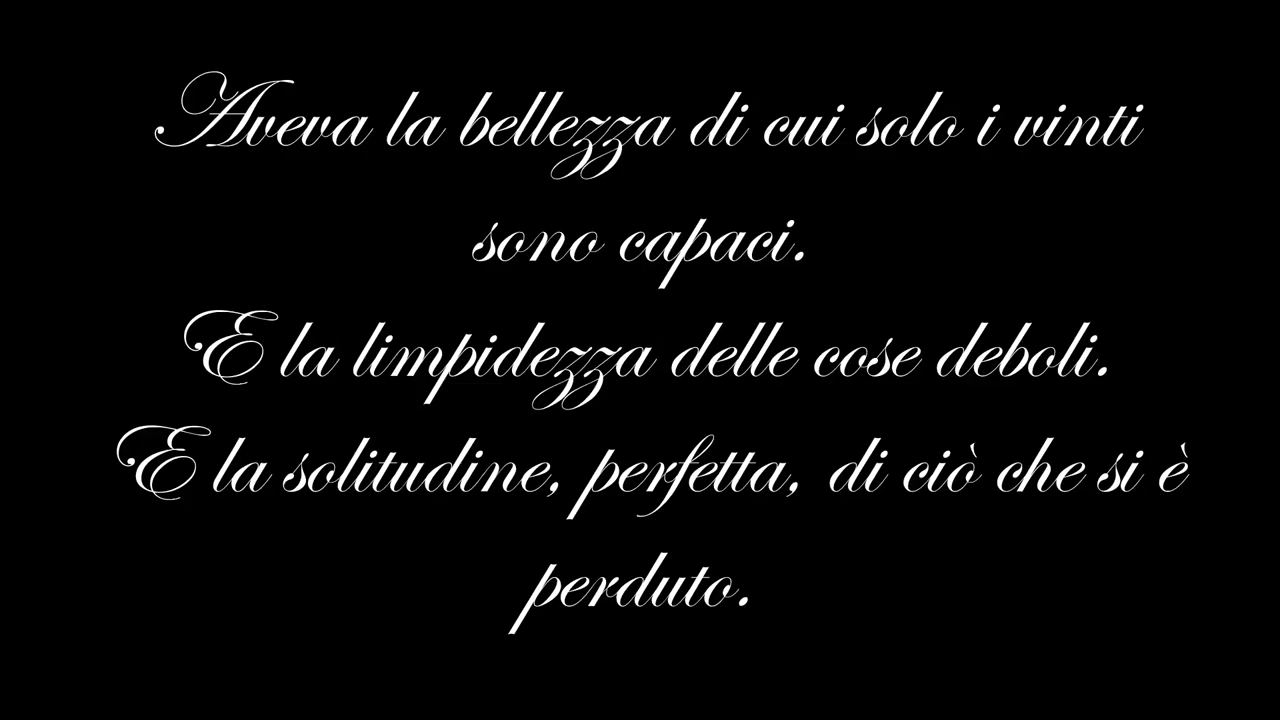 Aveva la bellezza di cui solo i vinti
sono capaci.
E la limpidezza delle cose deboli.
E la solitudine, perfetta, di ciò che si è
perduto.